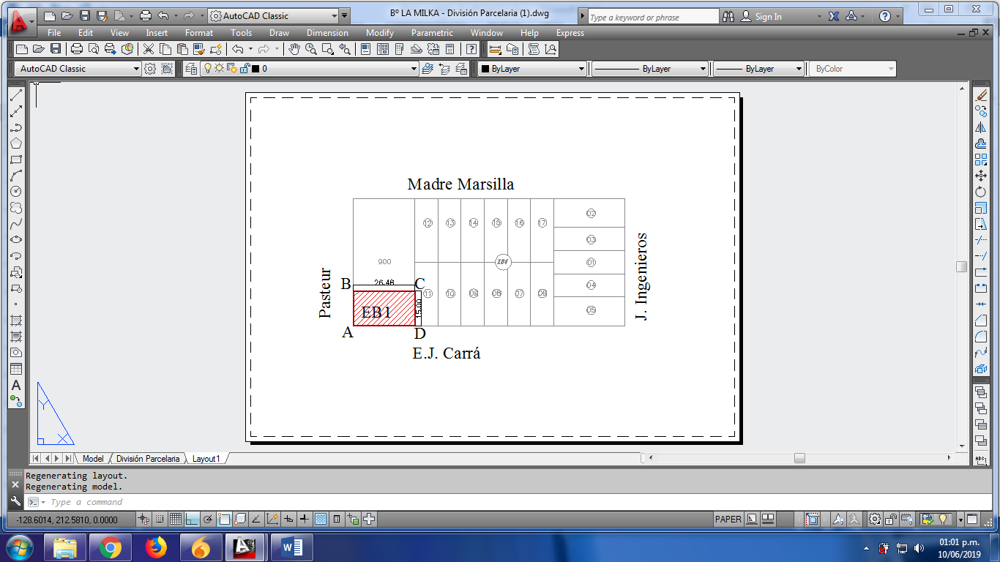 Bº LA MILKA - División Parcelaria (1).dwg
AutoCAD Classic
Type a keyword or phrase
Sign In
File Edit View Insert Format Tools Draw Dimension Modify Parametric Window Help Express
AutoCAD Classic
0
ByLayer
ByLayer
ByLayer
ByColor
Madre Marsilla
12 13 14 15 16 17
02
03
01
04
05
184
900
Pasteur
J. Ingenieros
B
26.46
C
11 10 09 08 07 06
15.00
EB1
A
D
E.J. Carrá
Y
X
A
ABC
Model División Parcelaria Layout1
Regenerating layout.
Regenerating model.
Type a command
-128.6014, 212.5810, 0.0000
PAPER
01:01 p.m.
10/06/2019